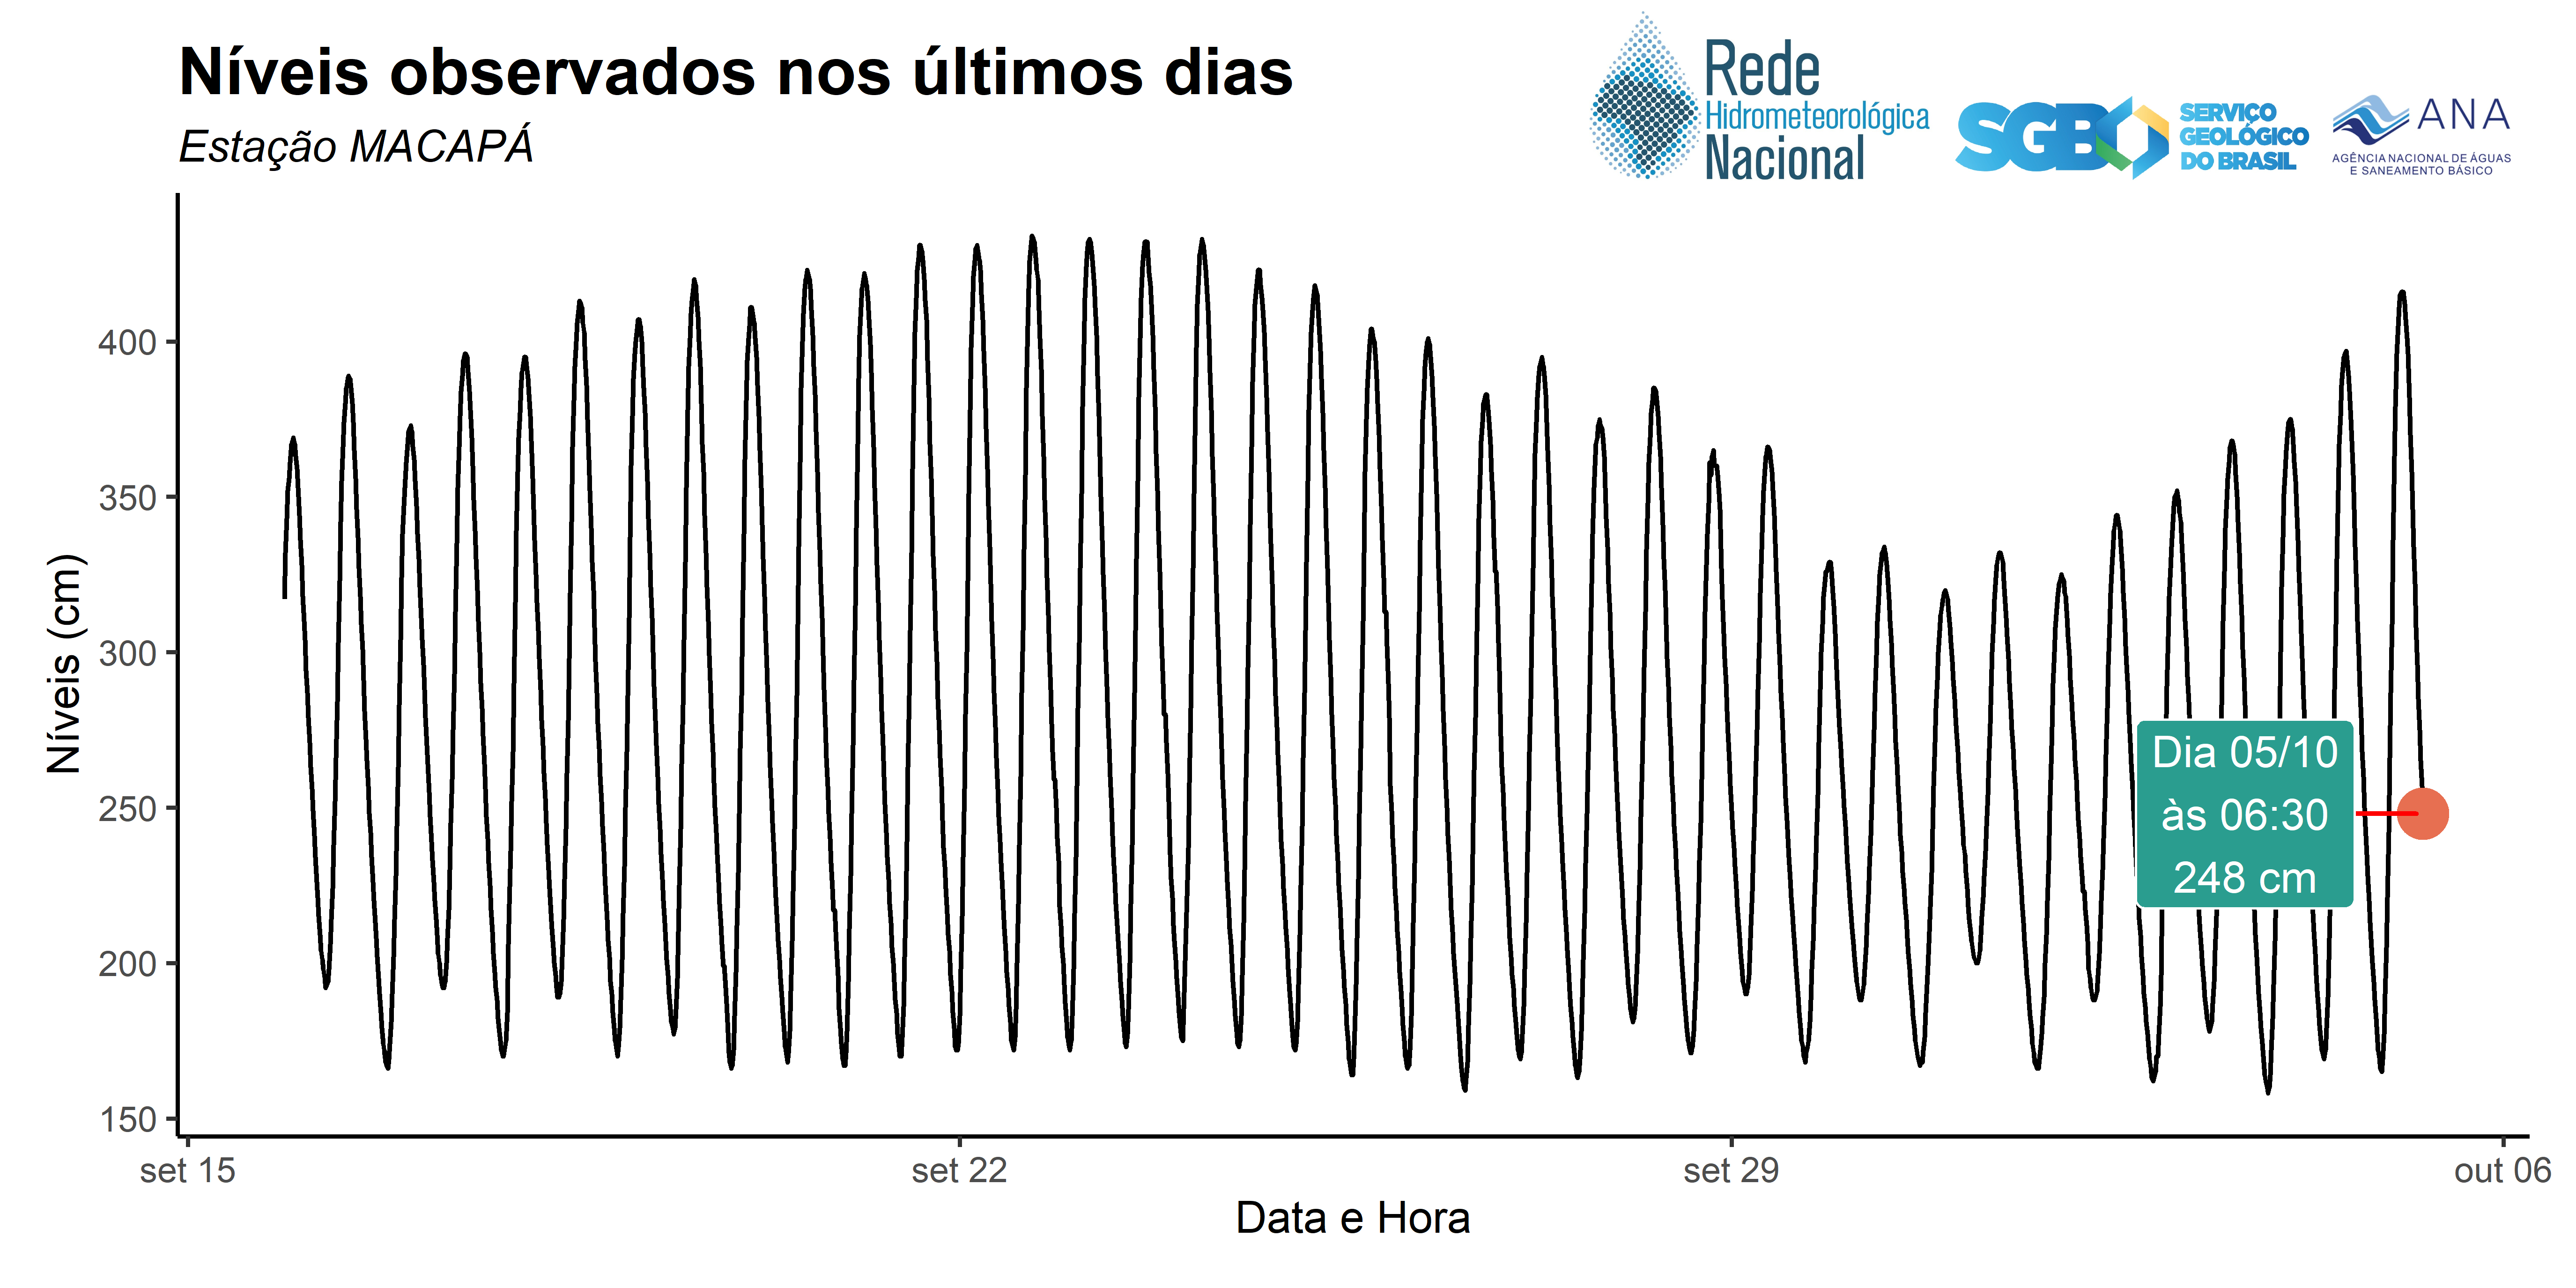 Níveis observados nos últimos dias
Estação MACAPÁ
Rede
Hidrometeorológica
Nacional
SGB
SERVIÇO
GEOLÓGICO
DO BRASIL
ANA
AGÊNCIA NACIONAL DE ÁGUAS
E SANEAMENTO BÁSICO
Níveis (cm)
400
350
300
250
200
150
Dia 05/10
às 06:30
248 cm
set 15
set 22
set 29
out 06
Data e Hora